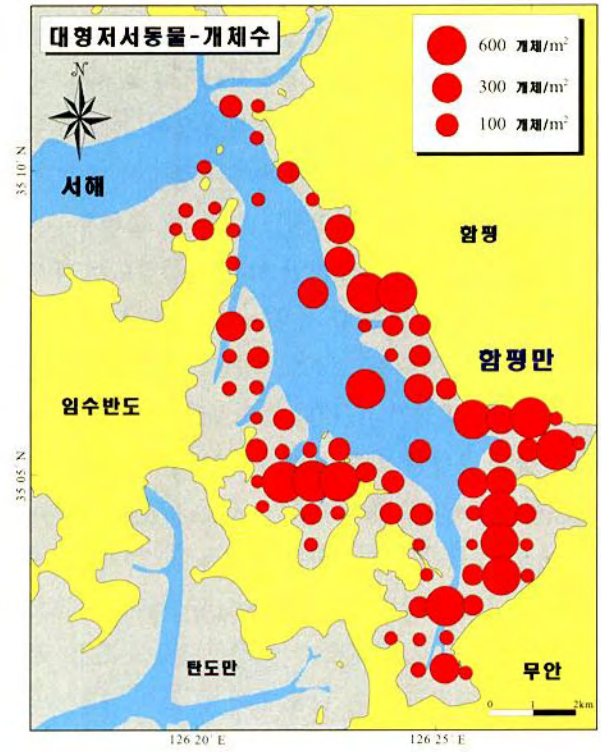 대형저서동물-개체수
N
600 개체/m²
300 개체/m²
100 개체/m²
35 10´ N
서해
함평
함평만
임수반도
35 05´ N
탄도만
무안
0 2km
126 20´ E
126 25´ E